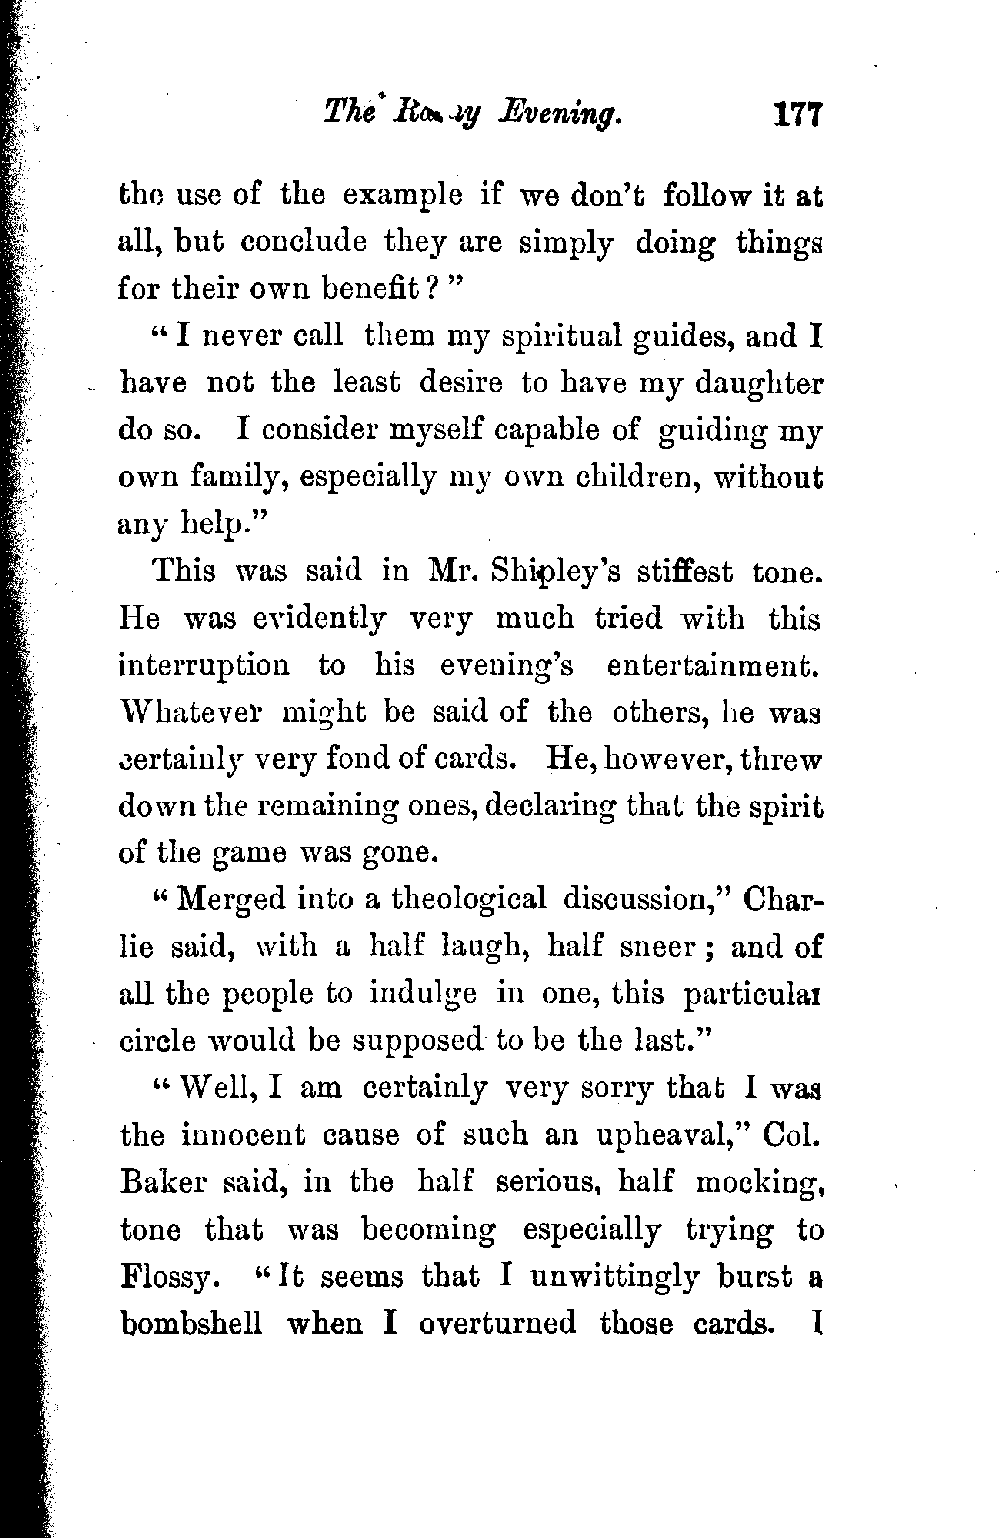 The Evening. 177
the use of the example if we don't follow it at
all, but conclude they are simply doing things
for their own benefit? "
" I never call them my spiritual guides, and I
have not the least desire to have my daughter
do so. I consider myself capable of guiding my
own family, especially my own children, without
any help."
This was said in Mr. Shipley's stiffest tone.
He was evidently very much tried with this
interruption to his evening's entertainment.
Whatever might be said of the others, he was
certainly very fond of cards. He, however, threw
down the remaining ones, declaring that the spirit
of the game was gone.
" Merged into a theological discussion," Char-
lie said, with a half laugh, half sneer ; and of
all the people to indulge in one, this particular
circle would be supposed to be the last."
" Well, I am certainly very sorry that I was
the innocent cause of such an upheaval," Col.
Baker said, in the half serious, half mocking,
tone that was becoming especially trying to
Flossy. " It seems that I unwittingly burst a
bombshell when I overturned those cards. I